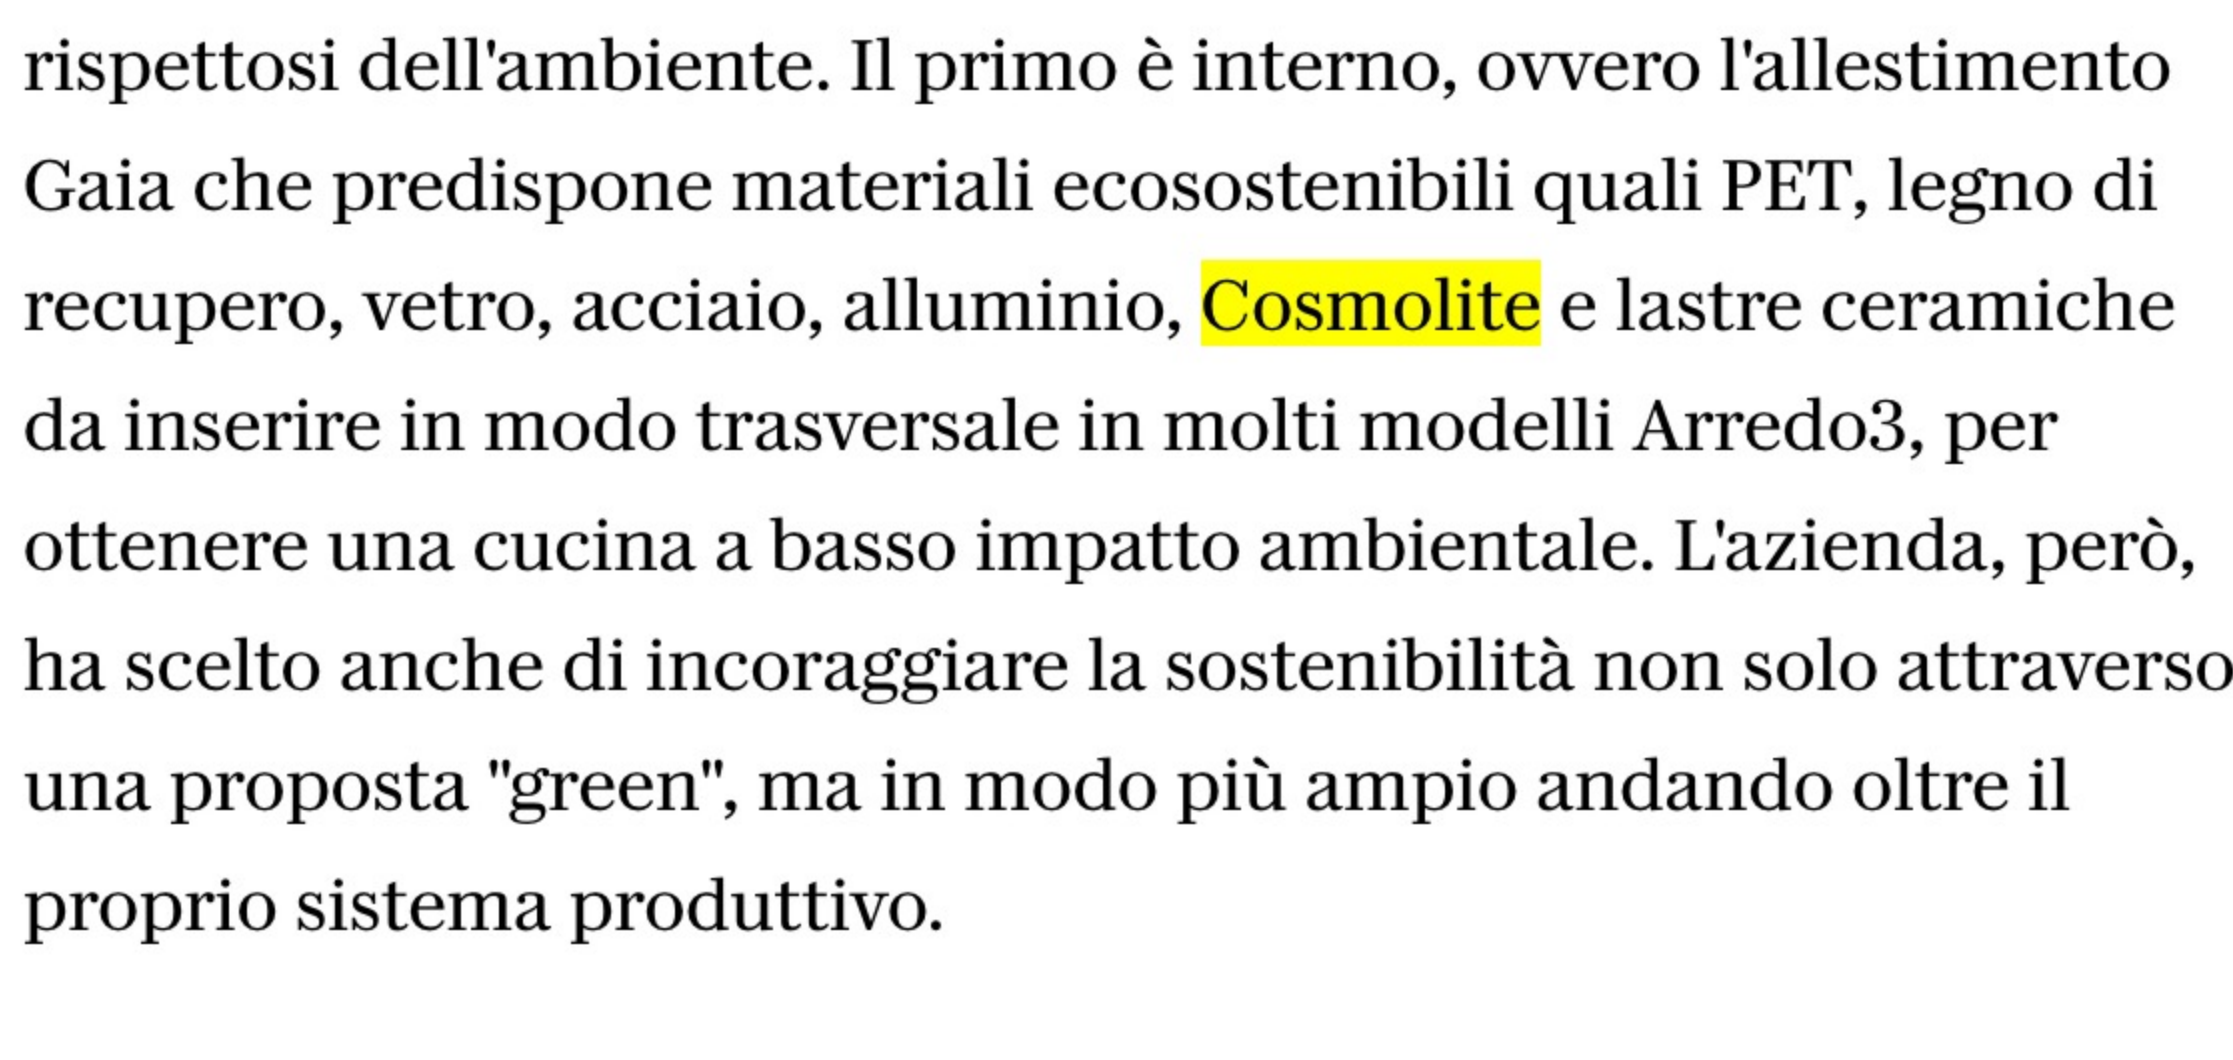 rispettosi dell'ambiente. Il primo è interno, ovvero l'allestimento
Gaia che predispone materiali ecosostenibili quali PET, legno di
recupero, vetro, acciaio, alluminio, Cosmolite e lastre ceramiche
da inserire in modo trasversale in molti modelli Arredo3, per
ottenere una cucina a basso impatto ambientale. L'azienda, però,
ha scelto anche di incoraggiare la sostenibilità non solo attraverso
una proposta "green", ma in modo più ampio andando oltre il
proprio sistema produttivo.